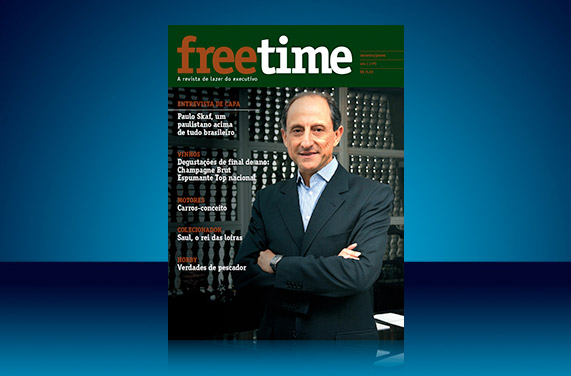 freetime
A revista de lazer do executivo
ENTREVISTA DE CAPA
Paulo Skaf, um
paulistano acima
de tudo brasileiro
VINHOS
Degustações de final de ano:
Champagne Brut
Espumante Top nacional
MOTORES
Carros-conceito
COLECIONADOR
Saul, o rei das loiras
HOBBY
Verdades de pescador